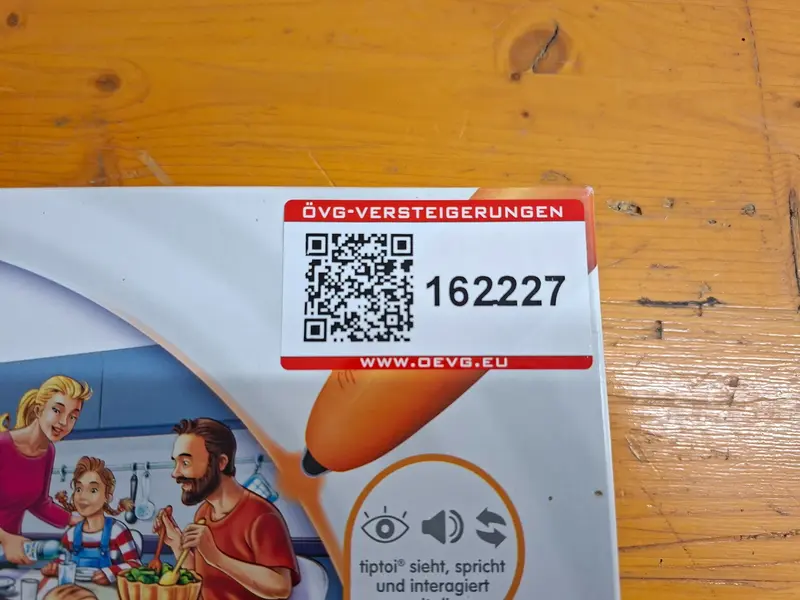 ÖVG-VERSTEIGERUNGEN
162227
WWW.OEVG.EU
tiptoi® sieht, spricht
und interagiert